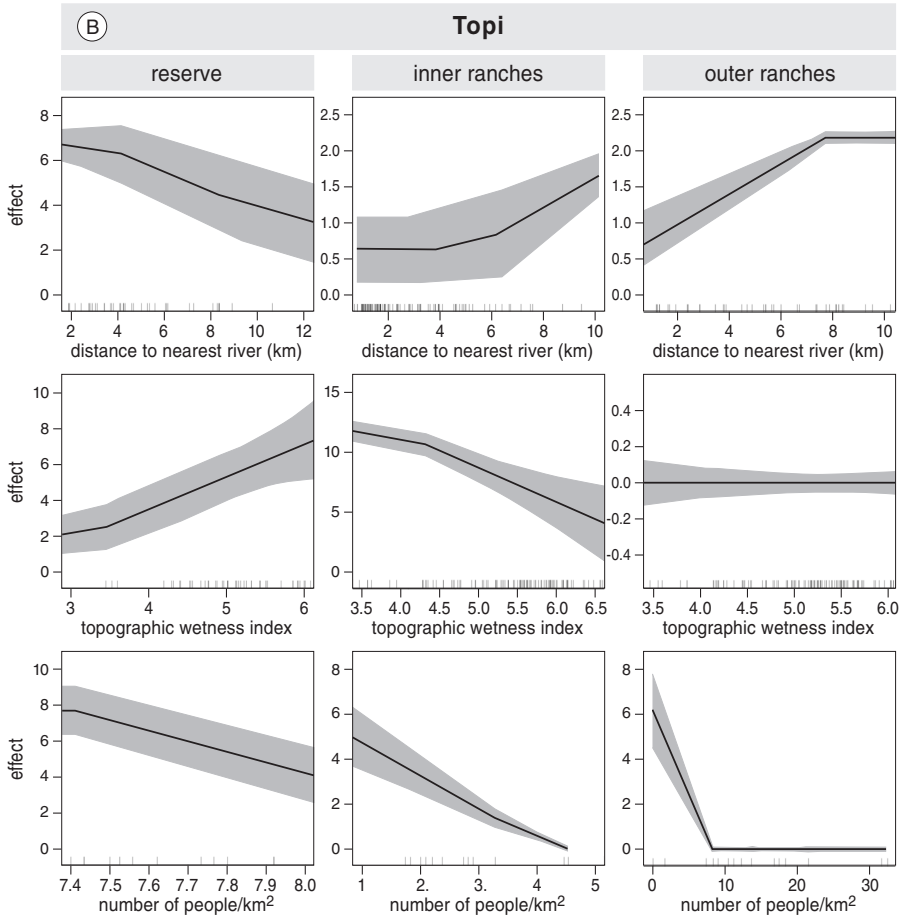 B Topi
reserve inner ranches outer ranches
effect
8
6
4
2
0
2 4 6 8 10 12
distance to nearest river (km)
2.5
2.0
1.5
1.0
0.5
0.0
2 4 6 8 10
distance to nearest river (km)
2.5
2.0
1.5
1.0
0.5
0.0
2 4 6 8 10
distance to nearest river (km)
effect
10
8
6
4
2
0
3 4 5 6
topographic wetness index
15
10
5
0
3.5 4.0 4.5 5.0 5.5 6.0 6.5
topographic wetness index
0.4
0.2
0.0
-0.2
-0.4
3.5 4.0 4.5 5.0 5.5 6.0
topographic wetness index
effect
10
8
6
4
2
0
7.4 7.5 7.6 7.7 7.8 7.9 8.0
number of people/km²
8
6
4
2
0
1 2. 3 4 5
number of people/km²
8
6
4
2
0
0 10 20 30
number of people/km²